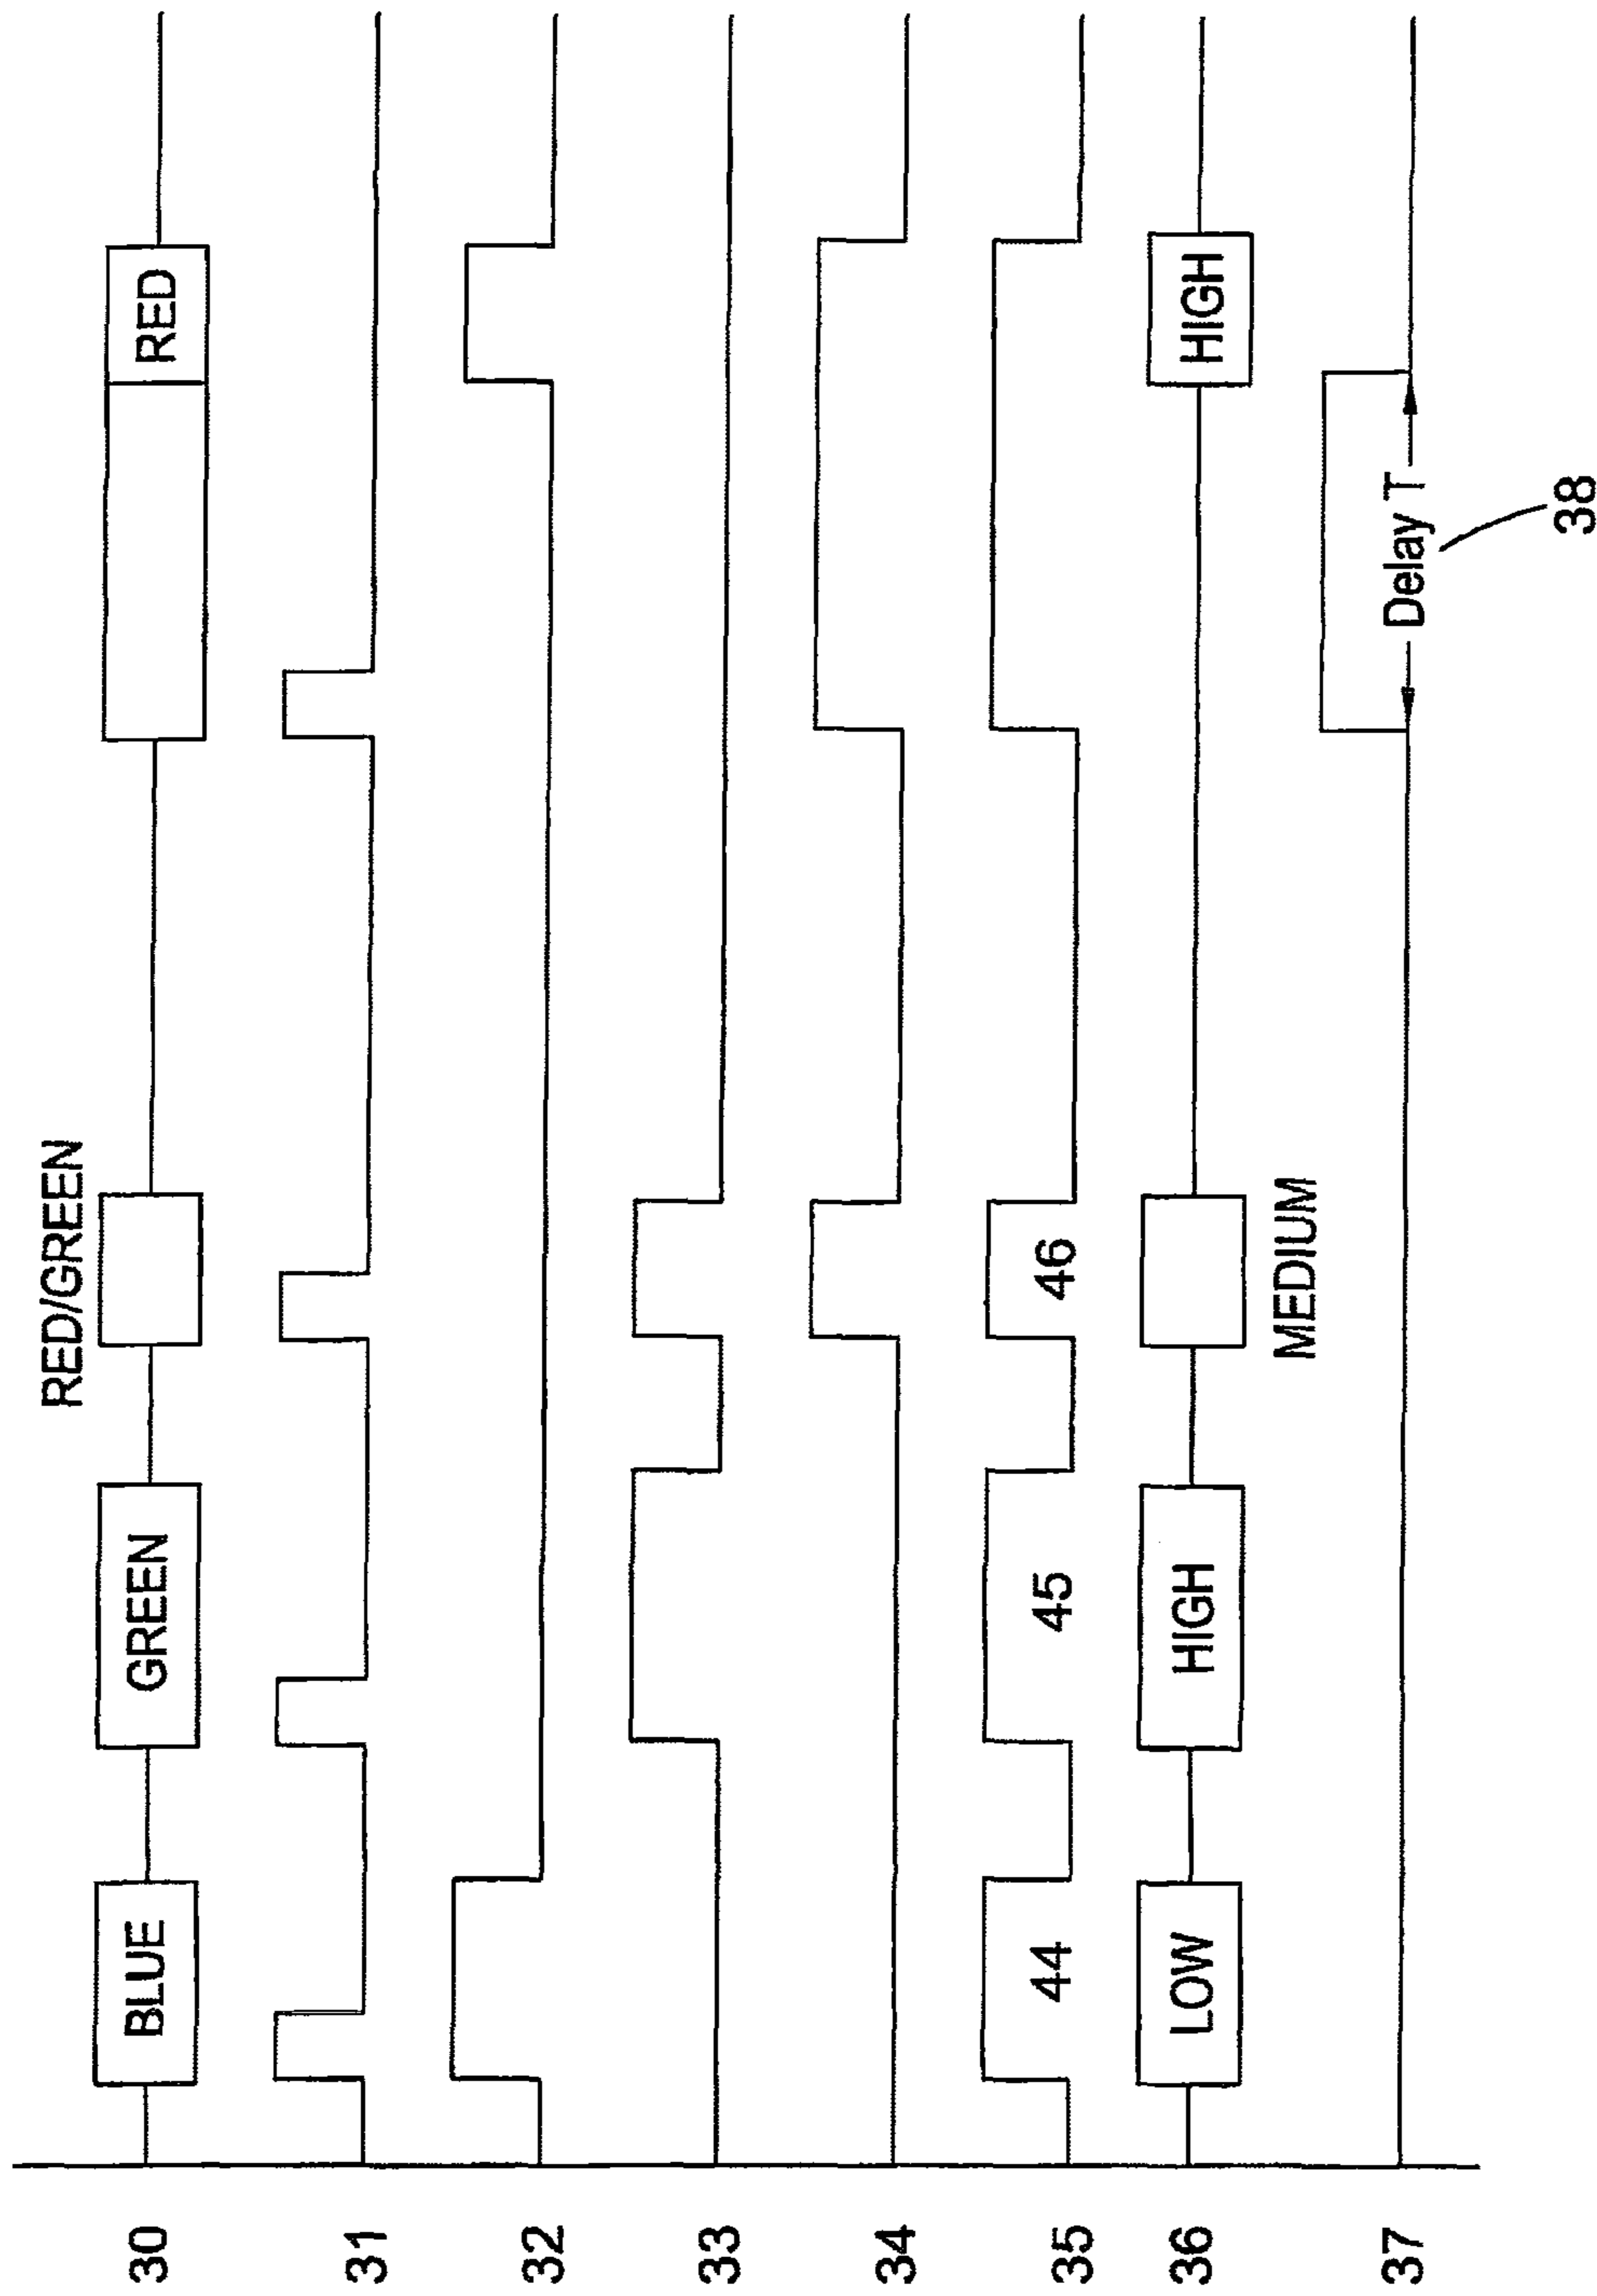 RED/GREEN
30
BLUE
GREEN
RED
31
32
33
34
35
44
45
46
36
LOW
HIGH
HIGH
MEDIUM
37
Delay T
38